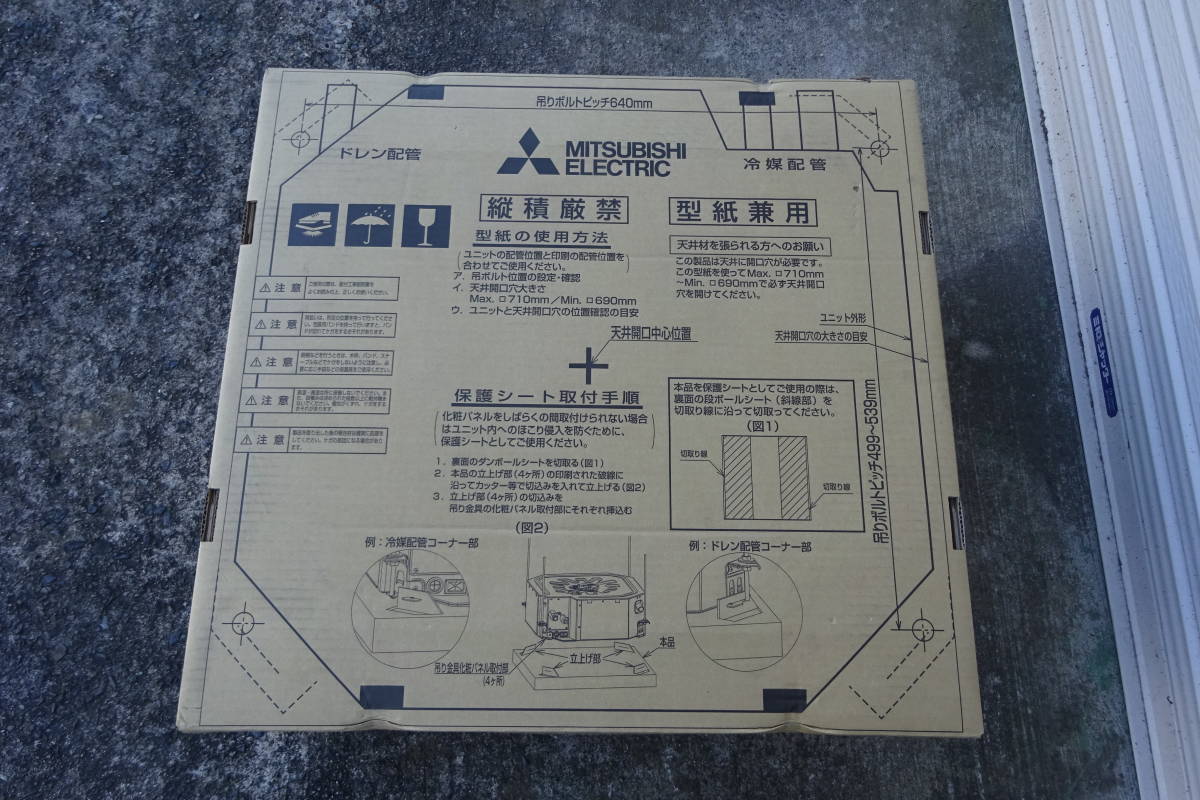 吊りボルトピッチ640mm
ドレン配管
MITSUBISHI
ELECTRIC
冷媒配管
縦積厳禁
型紙兼用
型紙の使用方法
ユニットの配管位置と印刷の配管位置を
合わせてご使用ください。
ア. 吊ボルト位置の設定・確認
イ. 天井開口穴大きさ
Max. □710mm/Min. □690mm
ウ. ユニットと天井開口穴の位置確認の目安
天井材を張られる方へのお願い
この製品は天井に開口穴が必要です。
この型紙を使ってMax. □710mm
～Min. □690mmで必ず天井開口
穴を開けてください。
ユニット外形
天井開口穴の大きさの目安
天井開口中心位置
注意
注意
注意
注意
注意
保護シート取付手順
(化粧パネルをしばらくの間取付けられない場合
はユニット内へのほこり侵入を防ぐために、
保護シートとしてご使用ください。)
1. 裏面のダンボールシートを切取る(図1)
2. 本品の立上げ部(4ヶ所)の印刷された破線に
沿ってカッター等で切込みを入れて立上げる(図2)
3. 立上げ部(4ヶ所)の切込みを
吊り金具の化粧パネル取付部にそれぞれ挿込む
本品を保護シートとしてご使用の際は、
裏面の段ボールシート(斜線部)を
切取り線に沿って切取ってください。
(図1)
切取り線
切取り線
吊りボルトピッチ499～539mm
(図2)
例：冷媒配管コーナー部
例：ドレン配管コーナー部
本品
立上げ部
吊り金具化粧パネル取付部
(4ヶ所)